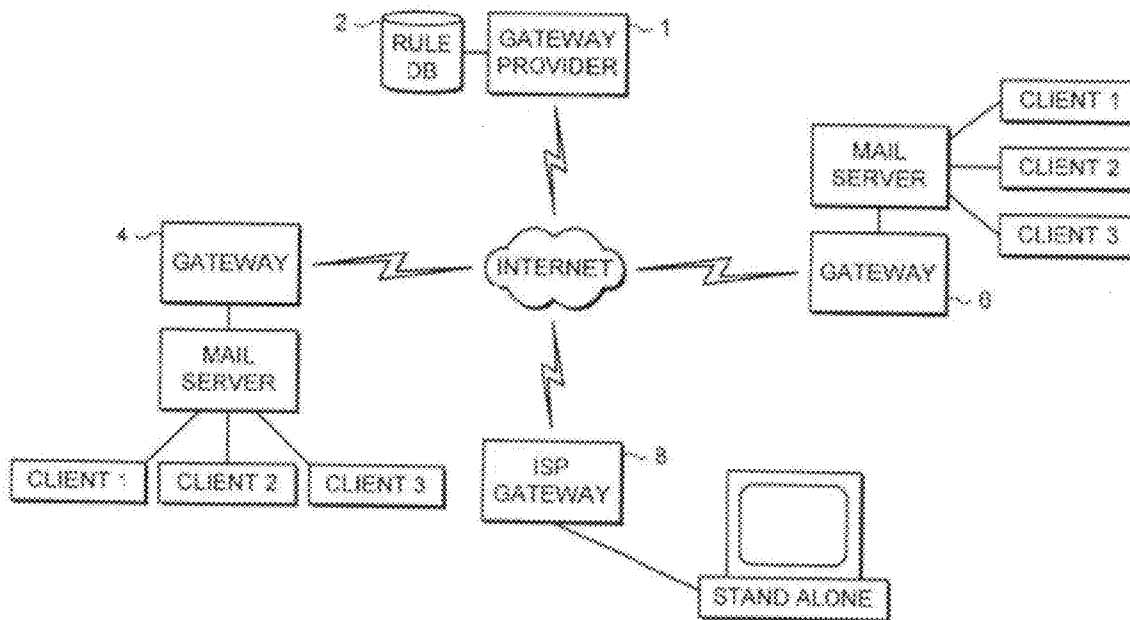 2
RULE
DB
GATEWAY
PROVIDER
1
MAIL
SERVER
CLIENT 1
CLIENT 2
CLIENT 3
4
GATEWAY
INTERNET
GATEWAY
6
MAIL
SERVER
CLIENT 1
CLIENT 2
CLIENT 3
ISP
GATEWAY
8
STAND ALONE